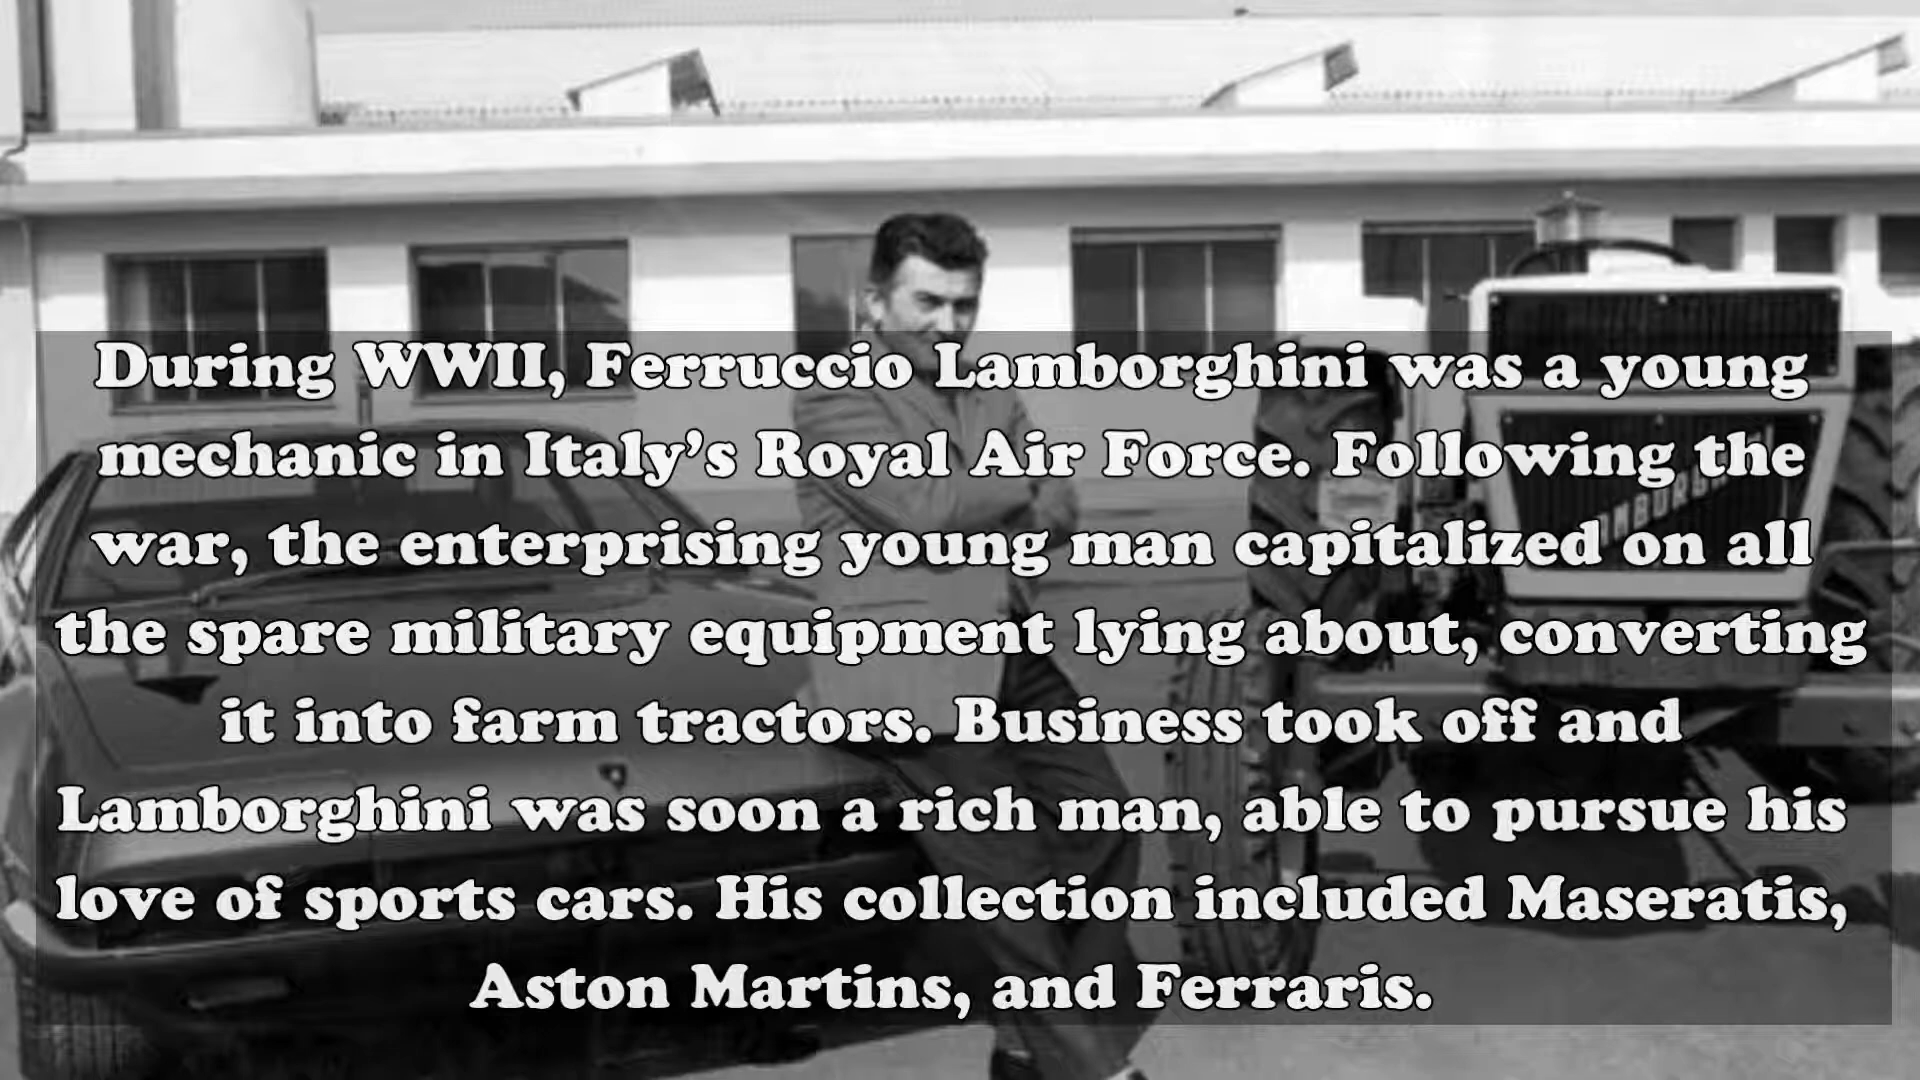 During WWII, Ferruccio Lamborghini was a young
mechanic in Italy's Royal Air Force. Following the
war, the enterprising young man capitalized on all
the spare military equipment lying about, converting
it into farm tractors. Business took off and
Lamborghini was soon a rich man, able to pursue his
love of sports cars. His collection included Maseratis,
Aston Martins, and Ferraris.